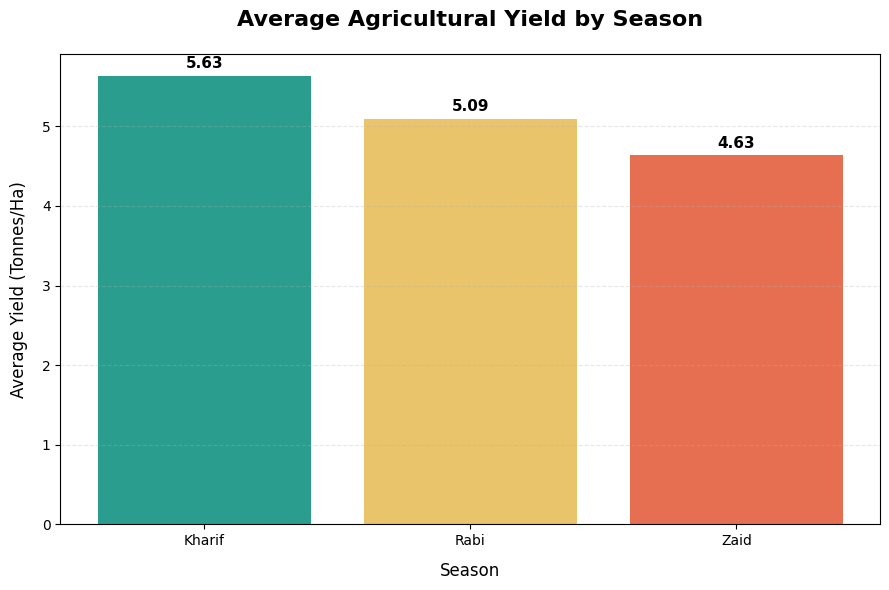 Average Agricultural Yield by Season
Average Yield (Tonnes/Ha)
5
4
3
2
1
0
5.63
5.09
4.63
Kharif
Rabi
Zaid
Season